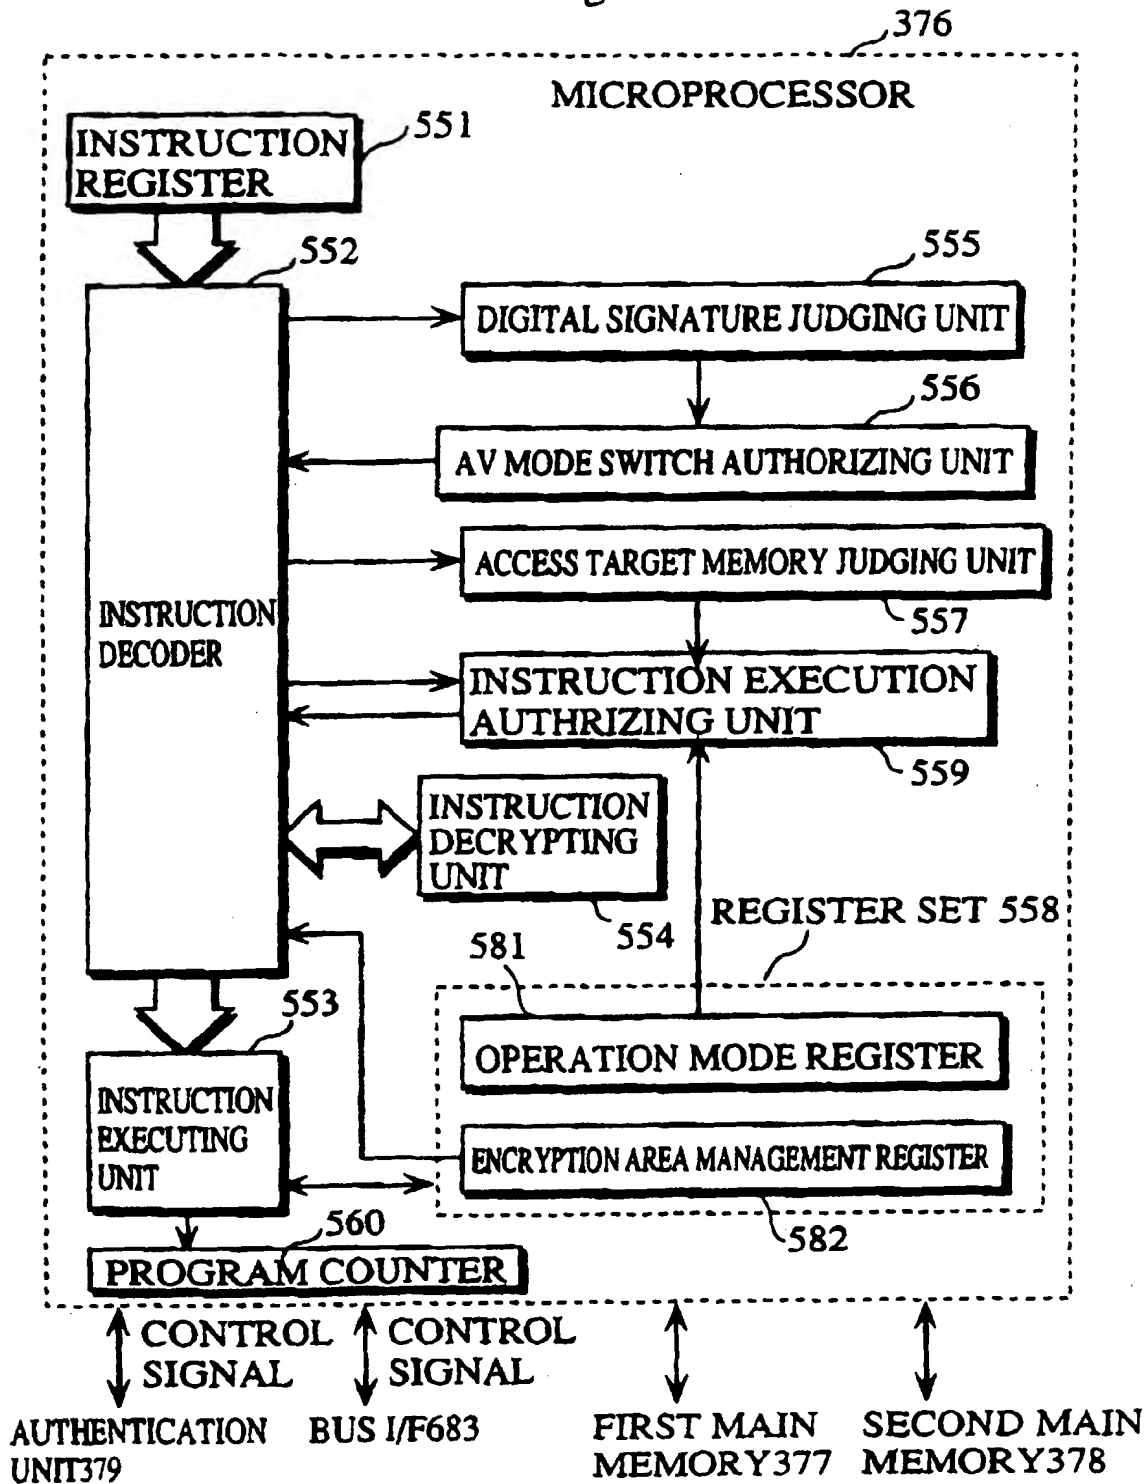 376
MICROPROCESSOR
INSTRUCTION
REGISTER
551
552
555
DIGITAL SIGNATURE JUDGING UNIT
556
AV MODE SWITCH AUTHORIZING UNIT
ACCESS TARGET MEMORY JUDGING UNIT
557
INSTRUCTION
DECODER
INSTRUCTION EXECUTION
AUTHRIZING UNIT
559
INSTRUCTION
DECRYPTING
UNIT
554
REGISTER SET 558
581
553
OPERATION MODE REGISTER
INSTRUCTION
EXECUTING
UNIT
ENCRYPTION AREA MANAGEMENT REGISTER
582
560
PROGRAM COUNTER
CONTROL
SIGNAL
CONTROL
SIGNAL
AUTHENTICATION
UNIT379
BUS I/F683
FIRST MAIN
MEMORY377
SECOND MAIN
MEMORY378